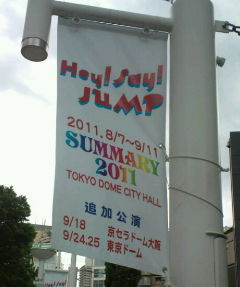 Hey! Say!
JUMP
2011.8/7～9/11
SUMMARY
2011
TOKYO DOME CITY HALL
追加公演
9/18 京セラドーム大阪
9/24.25 東京ドーム